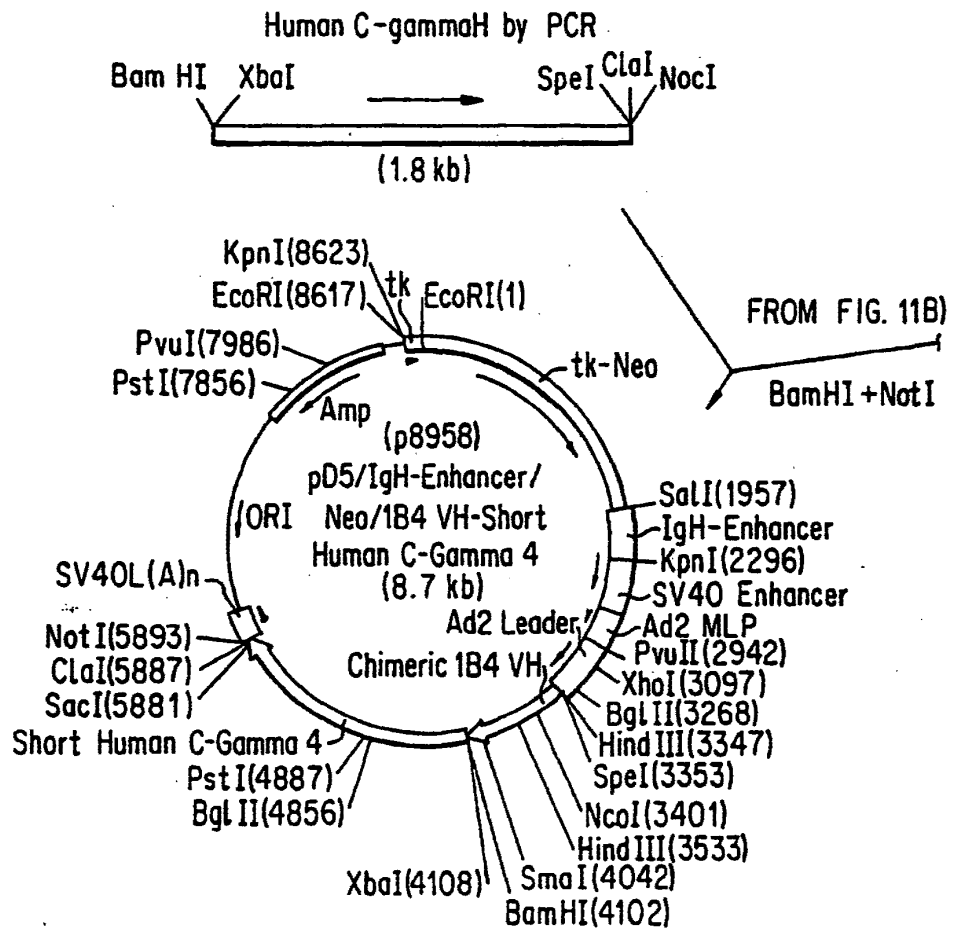 Human C-gammaH by PCR
Bam HI
XbaI
SpeI
ClaI
NocI
(1.8 kb)
KpnI(8623)
EcoRI(8617)
tk
EcoRI(1)
PvuI(7986)
PstI(7856)
Amp
tk-Neo
FROM FIG. 11B)
BamHI+NotI
(p8958)
pD5/IgH-Enhancer/
Neo/1B4 VH-Short
Human C-Gamma 4
(8.7 kb)
ORI
SalI(1957)
IgH-Enhancer
KpnI(2296)
SV40 Enhancer
Ad2 MLP
PvuII(2942)
XhoI(3097)
BglII(3268)
HindIII(3347)
SpeI(3353)
NcoI(3401)
HindIII(3533)
SmaI(4042)
BamHI(4102)
XbaI(4108)
Ad2 Leader
Chimeric 1B4 VH
SV40L(A)n
NotI(5893)
ClaI(5887)
SacI(5881)
Short Human C-Gamma 4
PstI(4887)
BglII(4856)